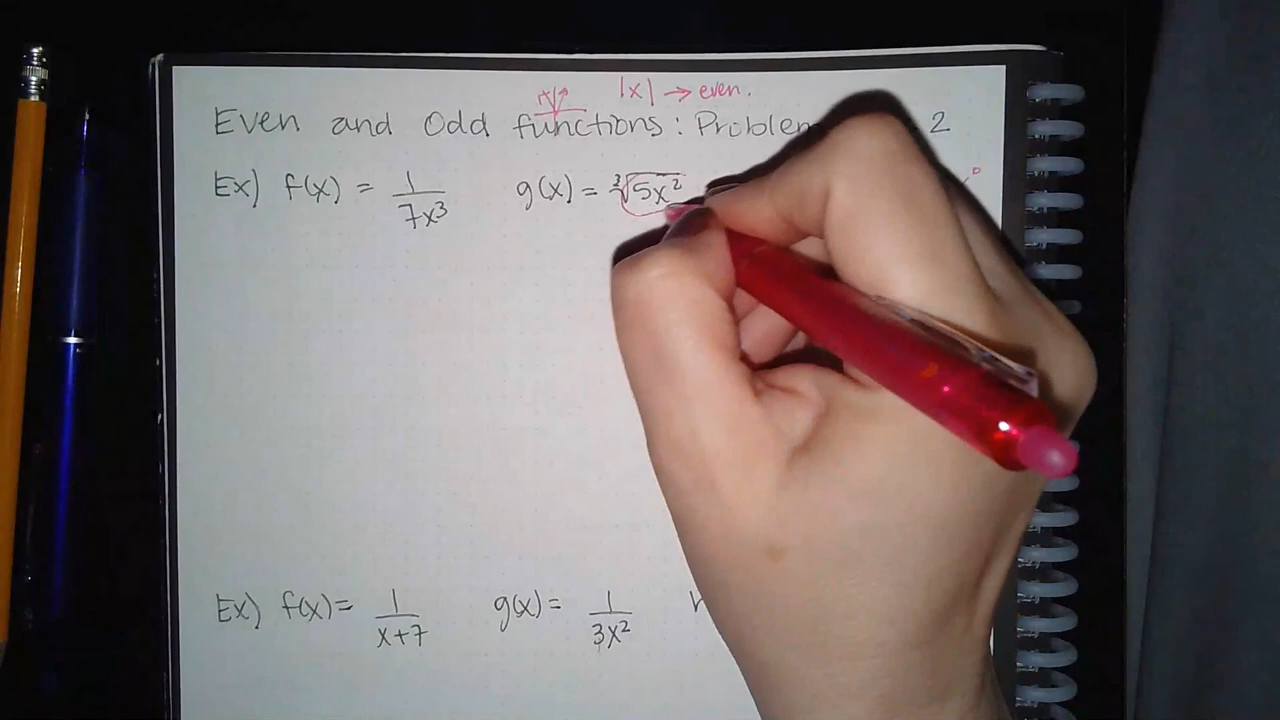 |x| → even.
Even and Odd functions: Problem 2
Ex) f(x) = 1/7x³ g(x) = ∛5x²
Ex) f(x) = 1/x+7 g(x) = 1/3x²